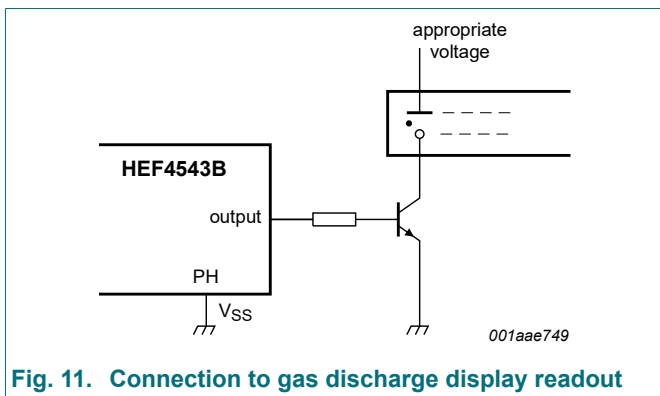 appropriate
voltage
HEF4543B
output
PH
VSS
001aae749
Fig. 11. Connection to gas discharge display readout